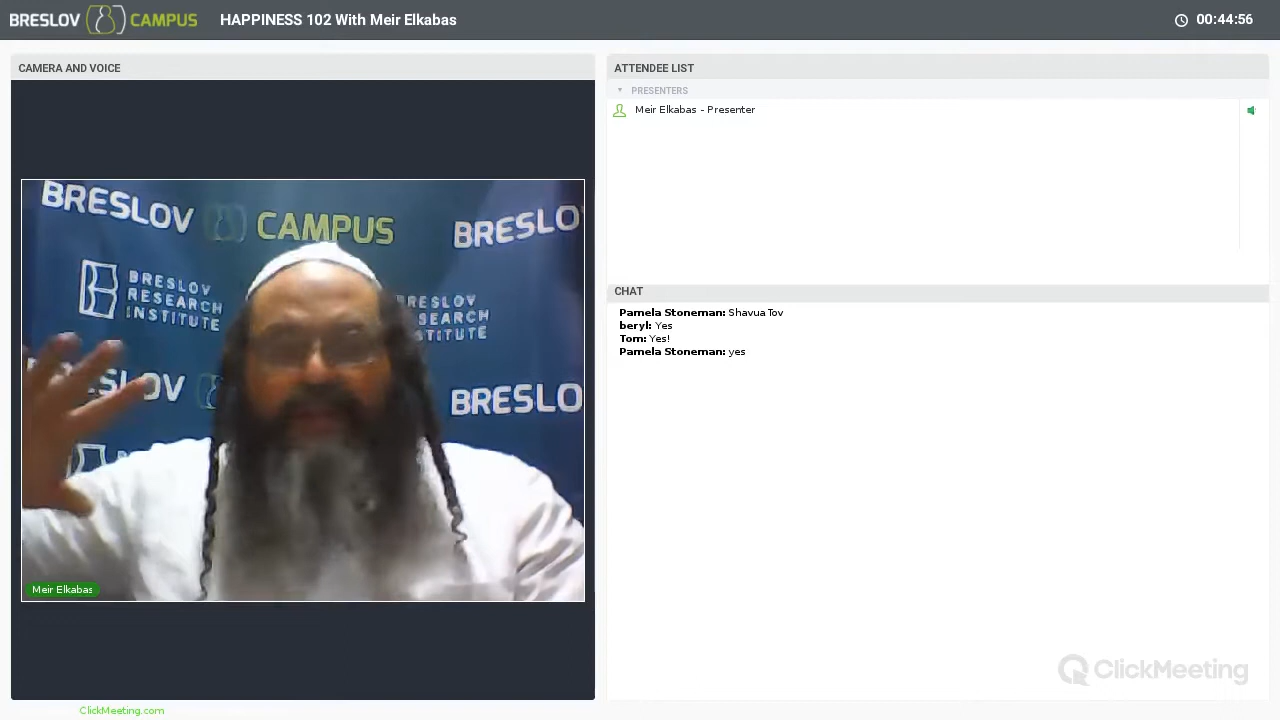 BRESLOV CAMPUS
HAPPINESS 102 With Meir Elkabas
00:44:56
CAMERA AND VOICE
BRESLOV CAMPUS BRESLO
BRESLOV
RESEARCH
INSTITUTE
BRESLOV
SEARCH
INSTITUTE
BRESLOV
BRESLO
Meir Elkabas
ClickMeeting.com
ATTENDEE LIST
PRESENTERS
Meir Elkabas - Presenter
CHAT
Pamela Stoneman: Shavua Tov
beryl: Yes
Tom: Yes!
Pamela Stoneman: yes
ClickMeeting